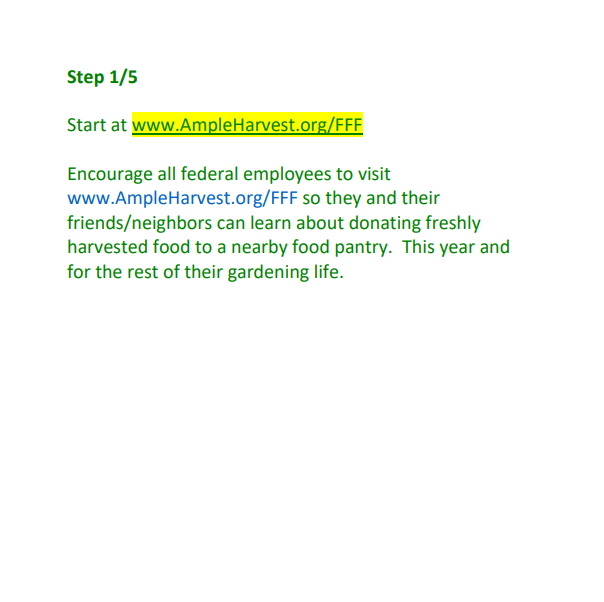 Step 1/5
Start at www.AmpleHarvest.org/FFF
Encourage all federal employees to visit
www.AmpleHarvest.org/FFF so they and their
friends/neighbors can learn about donating freshly
harvested food to a nearby food pantry.  This year and
for the rest of their gardening life.